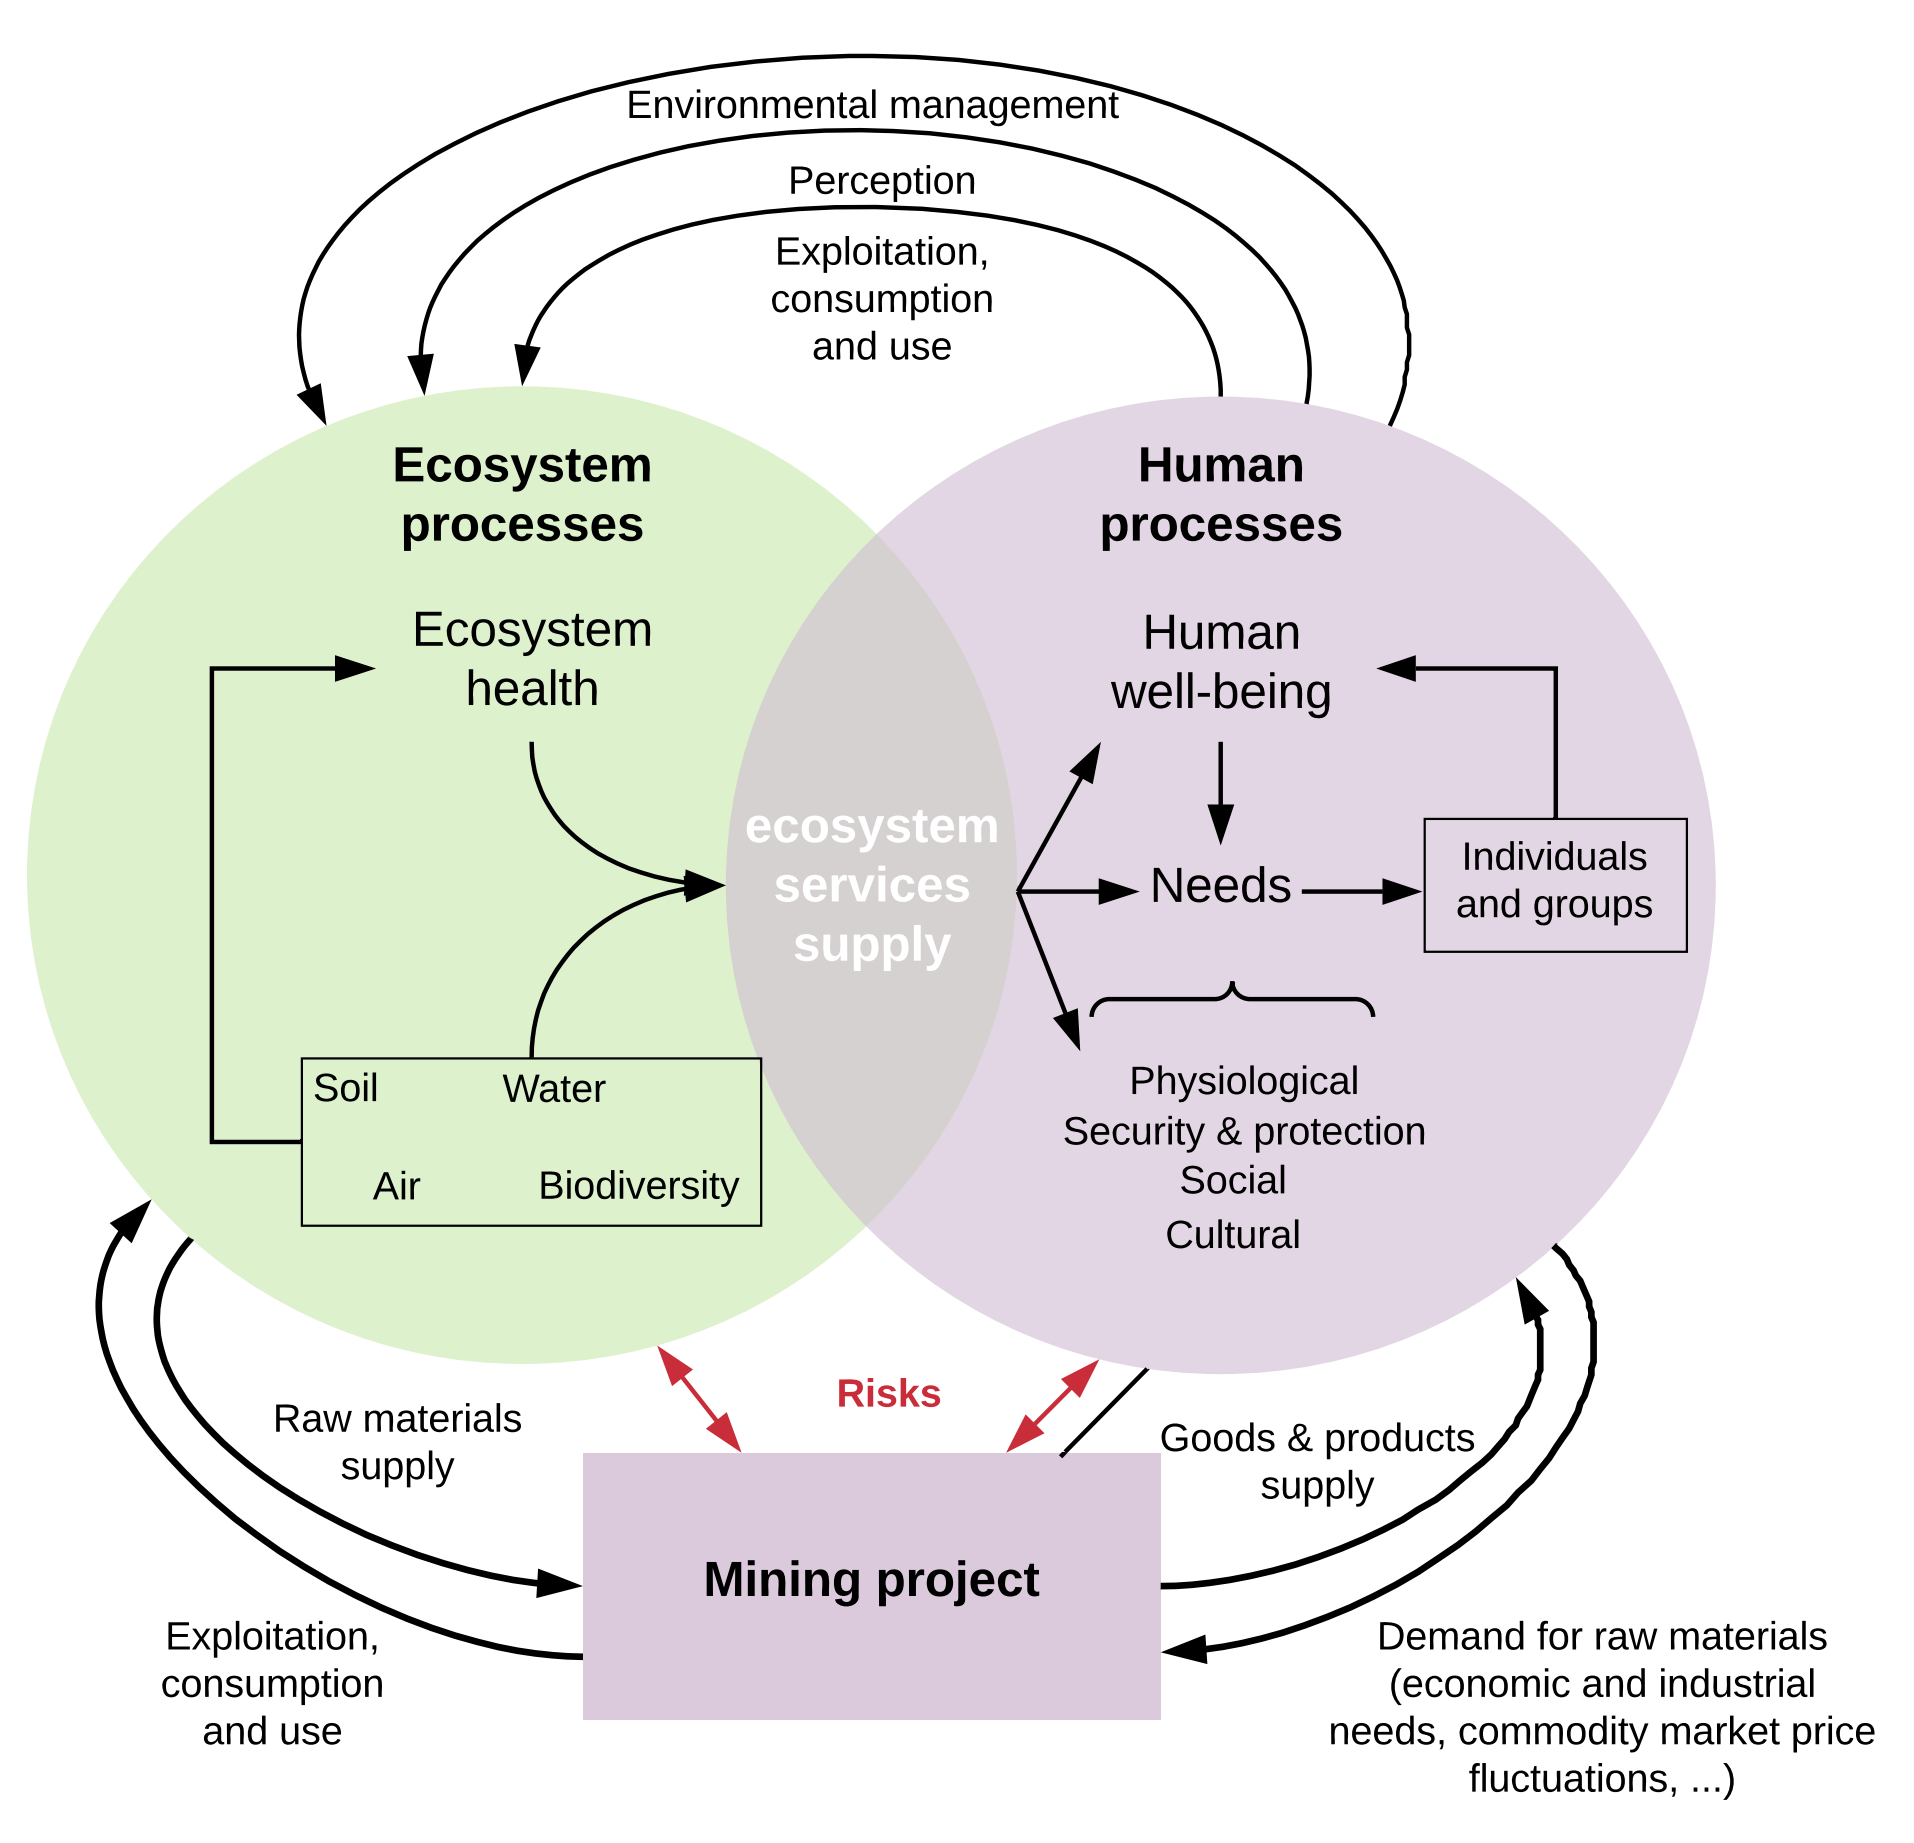 Environmental management
Perception
Exploitation,
consumption
and use
Ecosystem
processes
Human
processes
Ecosystem
health
Human
well-being
ecosystem
services
supply
Needs
Individuals
and groups
Soil
Water
Air
Biodiversity
Physiological
Security & protection
Social
Cultural
Risks
Raw materials
supply
Goods & products
supply
Mining project
Exploitation,
consumption
and use
Demand for raw materials
(economic and industrial
needs, commodity market price
fluctuations, ...)